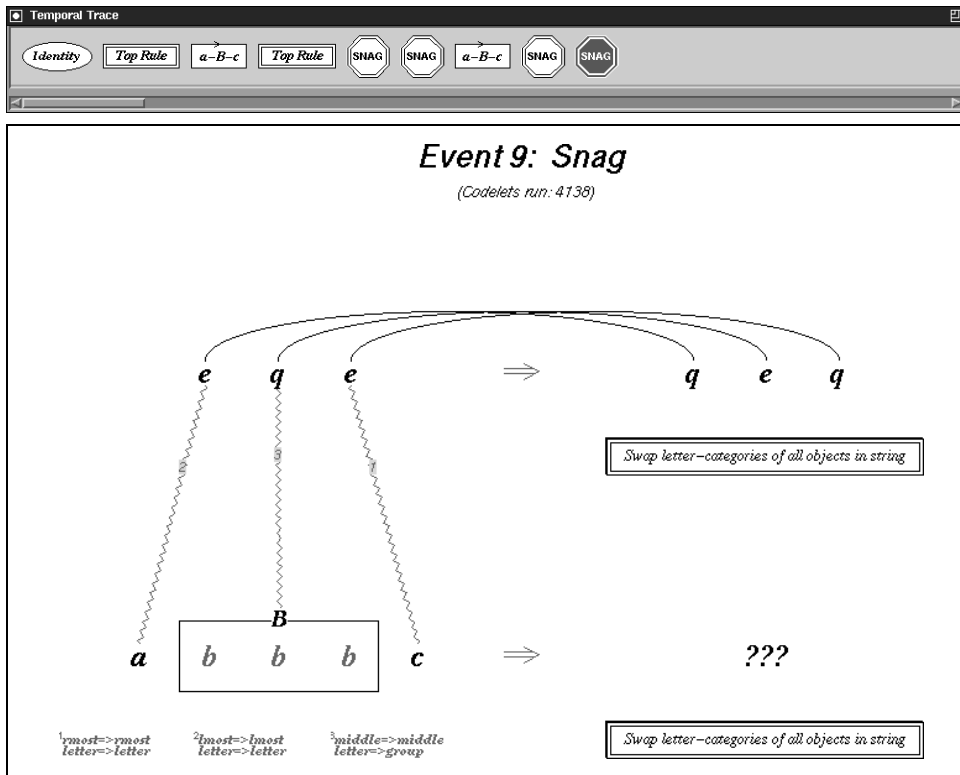 Temporal Trace
Identity Top Rule a-B-c Top Rule SNAG SNAG a-B-c SNAG SNAG
Event 9: Snag
(Codelets run: 4138)
e q e ⇒ q e q
Swap letter-categories of all objects in string
2 3 1
B
a b b b c ⇒ ???
1rmost=>rmost 2lmost=>lmost 3middle=>middle
letter=>letter letter=>letter letter=>group
Swap letter-categories of all objects in string